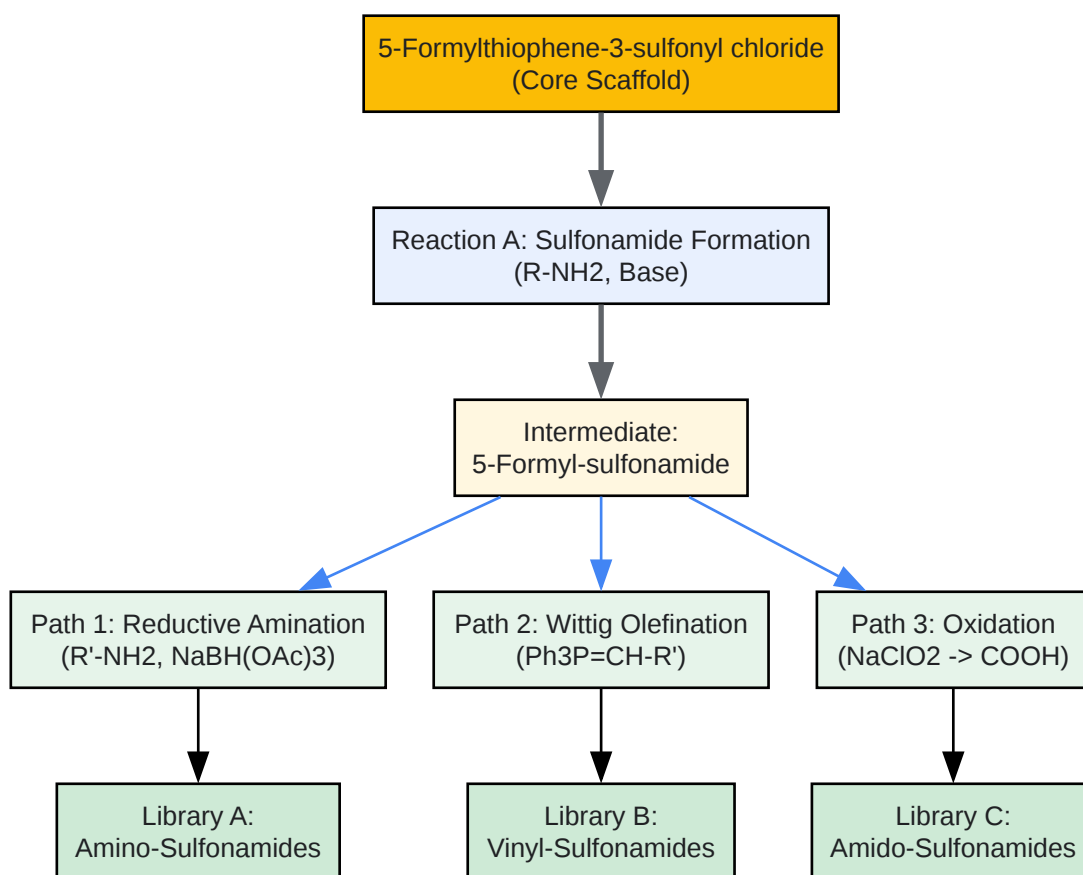 5-Formylthiophene-3-sulfonyl chloride
(Core Scaffold)
Reaction A: Sulfonamide Formation
(R-NH2, Base)
Intermediate:
5-Formyl-sulfonamide
Path 1: Reductive Amination
(R'-NH2, NaBH(OAc)3)
Path 2: Wittig Olefination
(Ph3P=CH-R')
Path 3: Oxidation
(NaClO2 -> COOH)
Library A:
Amino-Sulfonamides
Library B:
Vinyl-Sulfonamides
Library C:
Amido-Sulfonamides